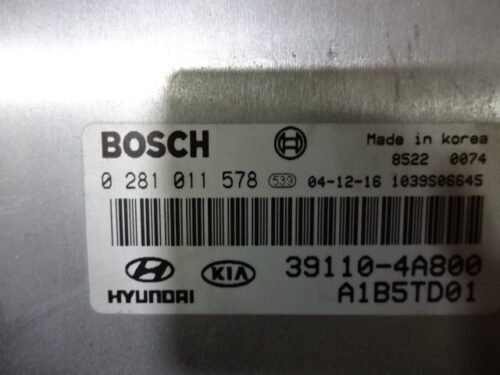 BOSCH
Made in korea
8522 0074
0 281 011 578 539 04-12-16 1039S06645
HYUNDAI KIA 39110-4A800
A1B5TD01